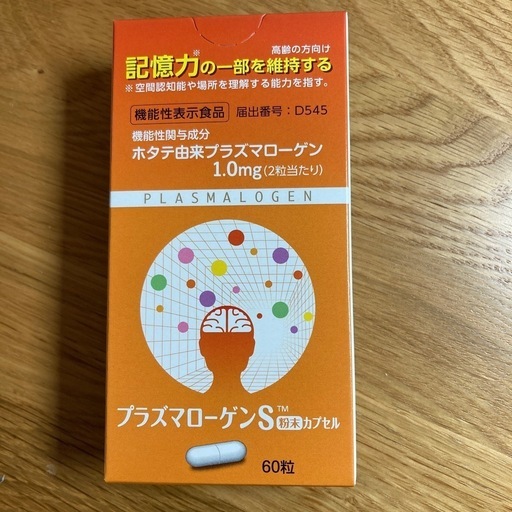 高齢の方向け
記憶力※の一部を維持する
※空間認知能や場所を理解する能力を指す。
機能性表示食品 届出番号：D545
機能性関与成分
ホタテ由来プラズマローゲン
1.0mg(2粒当たり)
PLASMALOGEN
プラズマローゲンS™粉末カプセル
60粒